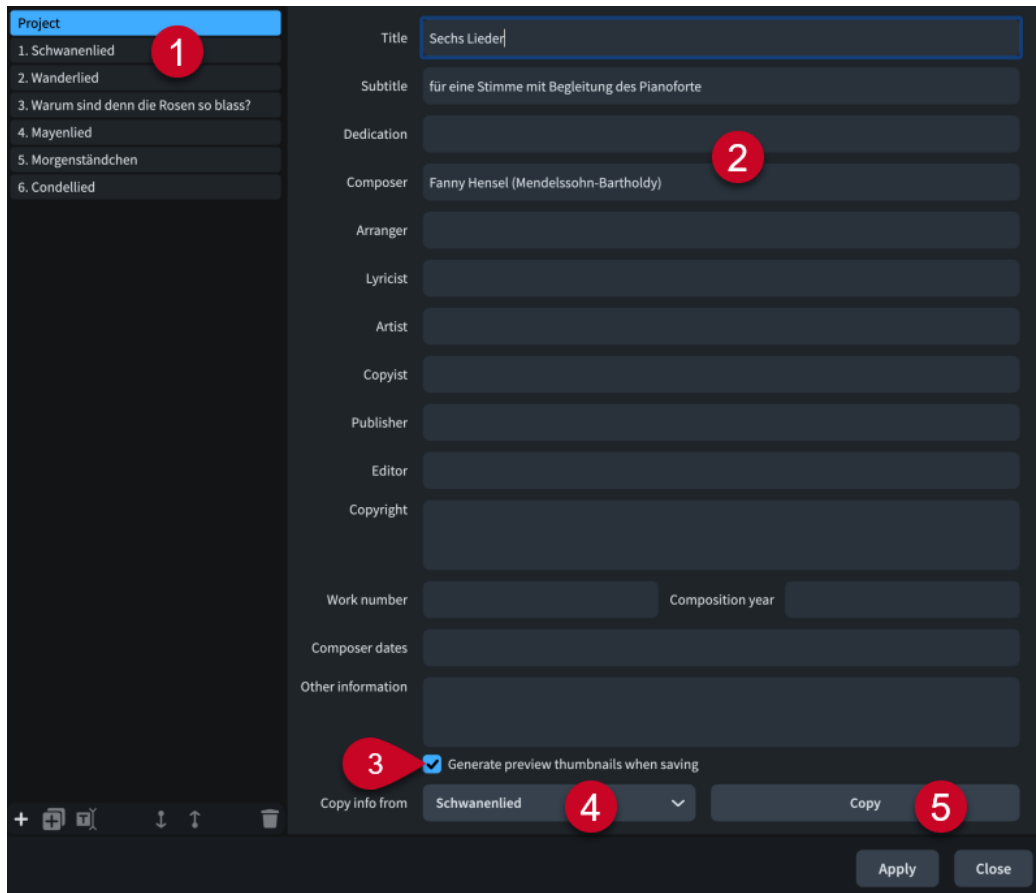 Project
1. Schwanenlied
1
2. Wanderlied
3. Warum sind denn die Rosen so blass?
4. Mayenlied
5. Morgenständchen
6. Condellied
Title Sechs Lieder
Subtitle für eine Stimme mit Begleitung des Pianoforte
Dedication
2
Composer Fanny Hensel (Mendelssohn-Bartholdy)
Arranger
Lyricist
Artist
Copyist
Publisher
Editor
Copyright
Work number Composition year
Composer dates
Other information
3 Generate preview thumbnails when saving
Copy info from Schwanenlied 4 Copy 5
Apply Close